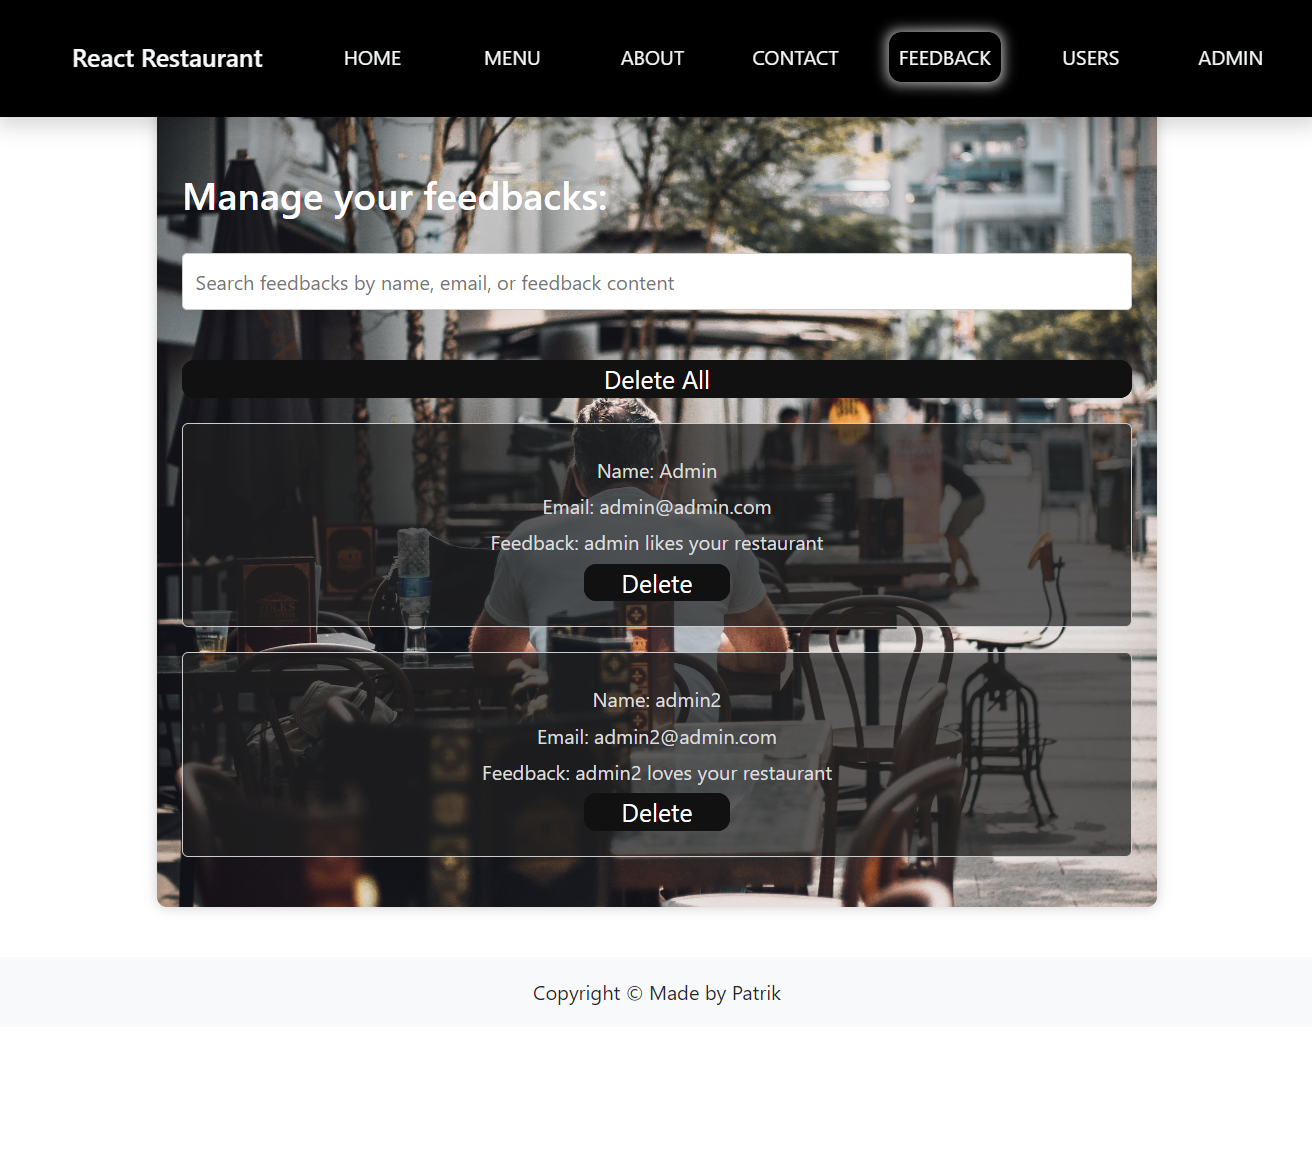 React Restaurant
HOME
MENU
ABOUT
CONTACT
FEEDBACK
USERS
ADMIN
Manage your feedbacks:
Search feedbacks by name, email, or feedback content
Delete All
Name: Admin
Email: admin@admin.com
Feedback: admin likes your restaurant
Delete
Name: admin2
Email: admin2@admin.com
Feedback: admin2 loves your restaurant
Delete
Copyright © Made by Patrik